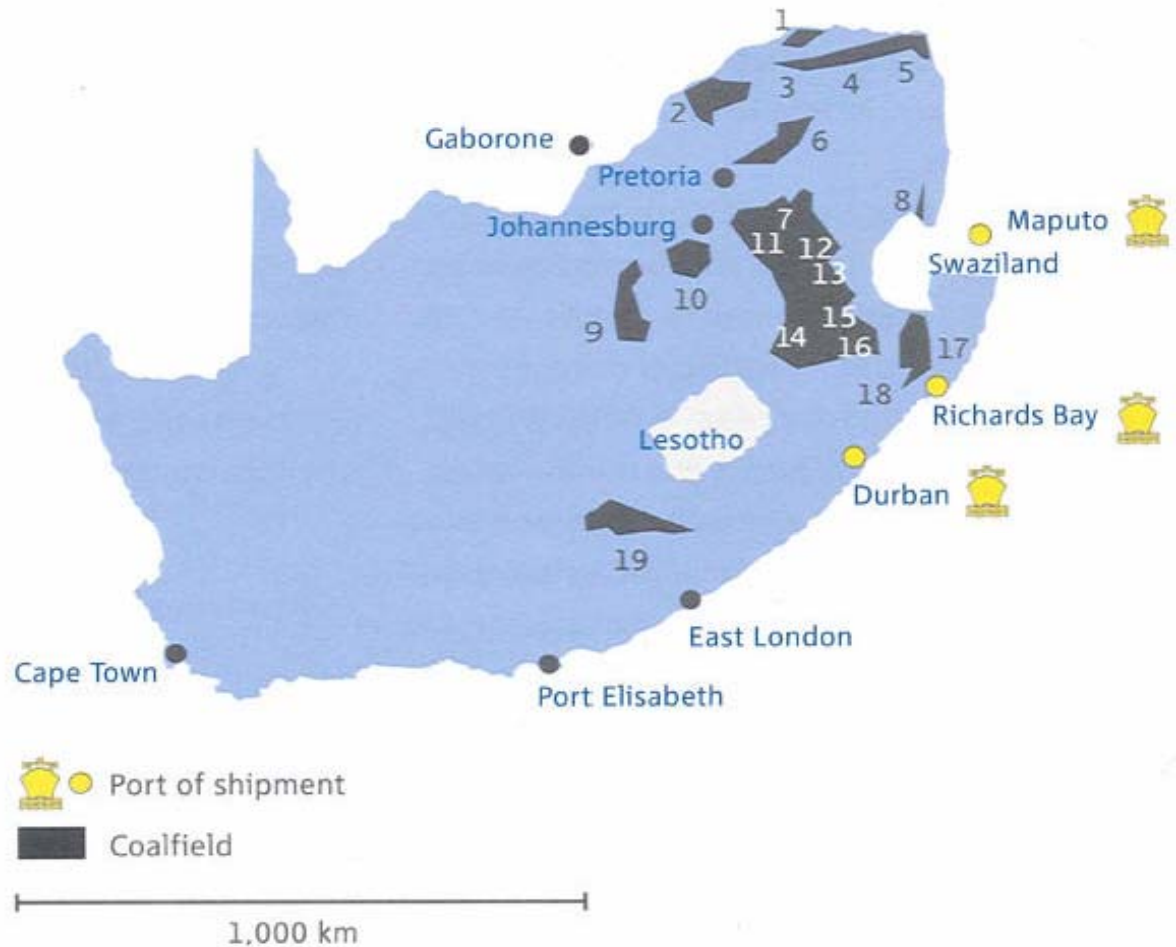 1
2
3
4
5
Gaborone
6
Pretoria
8
Maputo
7
Johannesburg
11
12
Swaziland
13
10
9
15
14
16
17
18
Richards Bay
Lesotho
Durban
19
East London
Cape Town
Port Elisabeth
Port of shipment
Coalfield
1,000 km